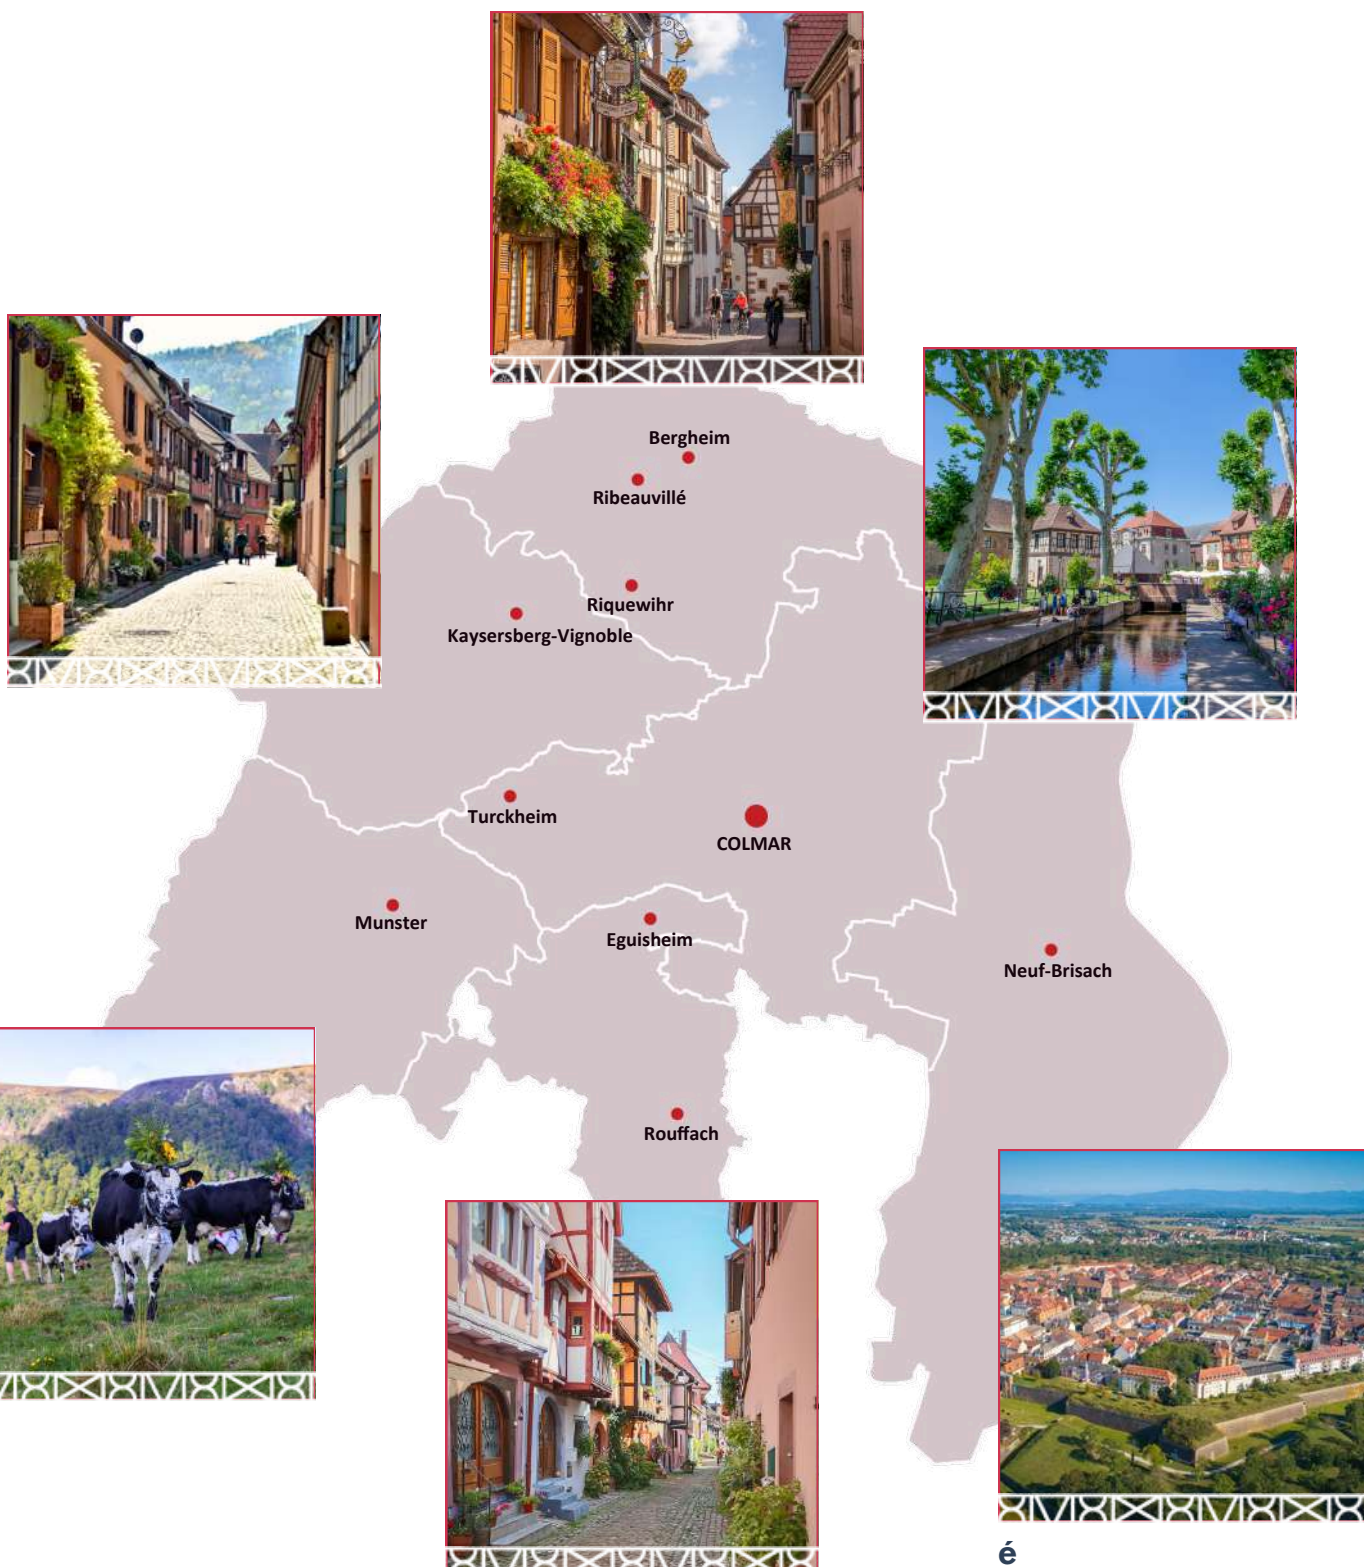 Bergheim
Ribeauvillé
Riquewihr
Kaysersberg-Vignoble
Turckheim
COLMAR
Munster
Eguisheim
Neuf-Brisach
Rouffach
é